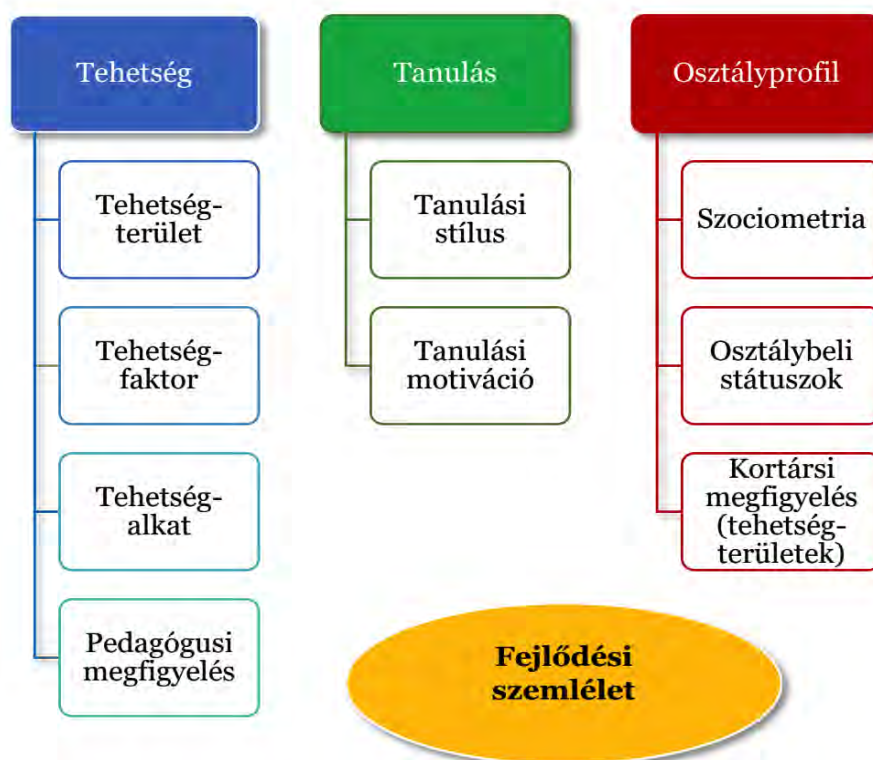 Tehetség
Tehetség-
terület
Tehetség-
faktor
Tehetség-
alkat
Pedagógusi
megfigyelés
Tanulás
Tanulási
stílus
Tanulási
motiváció
Osztályprofil
Szociometria
Osztálybeli
státuszok
Kortársi
megfigyelés
(tehetség-
területek)
Fejlődési
szemlélet